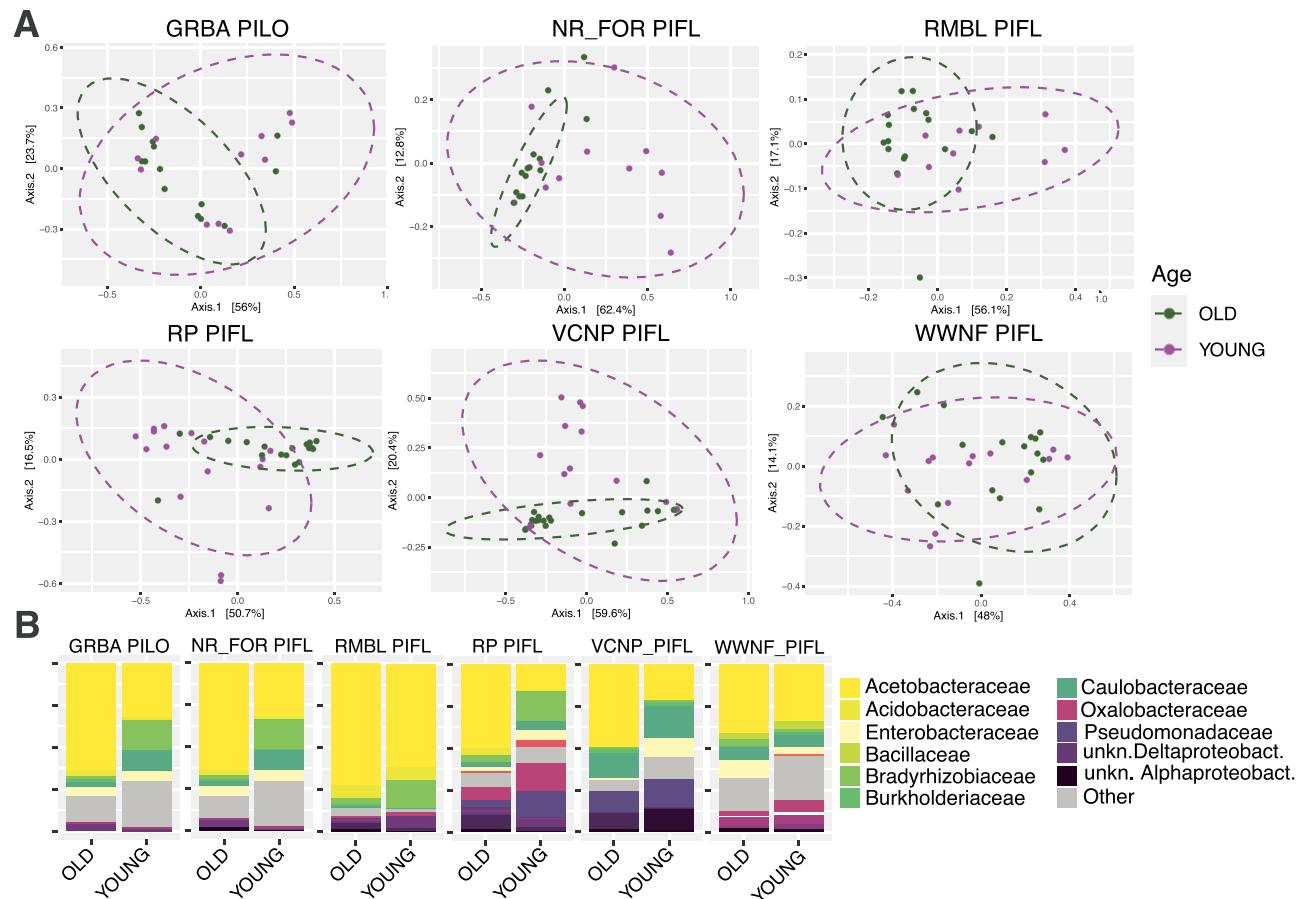 A
GRBA PILO
NR_FOR PIFL
RMBL PIFL
0.6
0.3
0.0
−0.3
Axis.2 [23.7%]
−0.5
0.0
0.5
1.
Axis.1 [56%]
0.2
0.0
−0.2
Axis.2 [12.8%]
−0.5
0.0
0.5
1.0
Axis.1 [62.4%]
0.2
0.1
0.0
−0.1
−0.2
−0.3
Axis.2 [17.1%]
−0.2
0.0
0.2
0.4
1.0
Axis.1 [56.1%]
Age
OLD
YOUNG
RP PIFL
VCNP PIFL
WWNF PIFL
0.3
0.0
−0.3
−0.6
Axis.2 [16.5%]
−0.5
0.0
0.5
Axis.1 [50.7%]
0.50
0.25
0.00
−0.25
Axis.2 [20.4%]
−0.5
0.0
0.5
1.0
Axis.1 [59.6%]
0.2
0.0
−0.2
−0.4
Axis.2 [14.1%]
−0.4
0.0
0.4
Axis.1 [48%]
B
GRBA PILO
NR_FOR PIFL
RMBL PIFL
RP PIFL
VCNP_PIFL
WWNF_PIFL
OLD
YOUNG
OLD
YOUNG
OLD
YOUNG
OLD
YOUNG
OLD
YOUNG
OLD
YOUNG
Acetobacteraceae
Acidobacteraceae
Enterobacteraceae
Bacillaceae
Bradyrhizobiaceae
Burkholderiaceae
Caulobacteraceae
Oxalobacteraceae
Pseudomonadaceae
unkn.Deltaproteobact.
unkn. Alphaproteobact.
Other